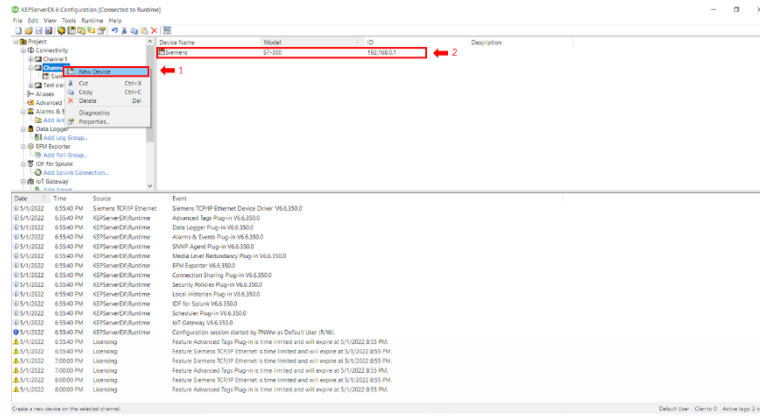 KEPServerEX 6 Configuration [Connected to Runtime]
File Edit View Tools Runtime Help
Project
Connectivity
Channel1
Channe
Siem
Test
Aliases
Advanced
Alarms & E
Add Are
Data Logger
Add Log Group...
EFM Exporter
Add Poll Group...
IDF for Splunk
Add Splunk Connection...
IoT Gateway
Add Agent
New Device
Cut Ctrl+X
Copy Ctrl+C
Delete Del
Diagnostics
Properties...
1
Device Name Model ID Description
Siemens S7-300 192.168.0.1
2
Date Time Source Event
5/1/2022 6:55:40 PM Siemens TCP/IP Ethernet Siemens TCP/IP Ethernet Device Driver V6.6.350.0
5/1/2022 6:55:40 PM KEPServerEX\Runtime Advanced Tags Plug-in V6.6.350.0
5/1/2022 6:55:40 PM KEPServerEX\Runtime Data Logger Plug-in V6.6.350.0
5/1/2022 6:55:40 PM KEPServerEX\Runtime Alarms & Events Plug-in V6.6.350.0
5/1/2022 6:55:40 PM KEPServerEX\Runtime SNMP Agent Plug-in V6.6.350.0
5/1/2022 6:55:40 PM KEPServerEX\Runtime Media Level Redundancy Plug-in V6.6.350.0
5/1/2022 6:55:40 PM KEPServerEX\Runtime EFM Exporter V6.6.350.0
5/1/2022 6:55:40 PM KEPServerEX\Runtime Connection Sharing Plug-in V6.6.350.0
5/1/2022 6:55:40 PM KEPServerEX\Runtime Security Policies Plug-in V6.6.350.0
5/1/2022 6:55:40 PM KEPServerEX\Runtime Local Historian Plug-in V6.6.350.0
5/1/2022 6:55:40 PM KEPServerEX\Runtime IDF for Splunk V6.6.350.0
5/1/2022 6:55:40 PM KEPServerEX\Runtime Scheduler Plug-in V6.6.350.0
5/1/2022 6:55:40 PM KEPServerEX\Runtime IoT Gateway V6.6.350.0
5/1/2022 6:55:40 PM KEPServerEX\Runtime Configuration session started by as Default User (R/W).
5/1/2022 6:55:40 PM Licensing Feature Advanced Tags Plug-in is time limited and will expire at 5/1/2022 8:55 PM.
5/1/2022 6:55:40 PM Licensing Feature Siemens TCP/IP Ethernet is time limited and will expire at 5/1/2022 8:55 PM.
5/1/2022 7:00:00 PM Licensing Feature Siemens TCP/IP Ethernet is time limited and will expire at 5/1/2022 8:55 PM.
5/1/2022 7:00:00 PM Licensing Feature Advanced Tags Plug-in is time limited and will expire at 5/1/2022 8:55 PM.
5/1/2022 8:00:00 PM Licensing Feature Siemens TCP/IP Ethernet is time limited and will expire at 5/1/2022 8:55 PM.
5/1/2022 8:00:00 PM Licensing Feature Advanced Tags Plug-in is time limited and will expire at 5/1/2022 8:55 PM.
Create a new device on the selected channel. Default User Clients: 0 Active tags: 2